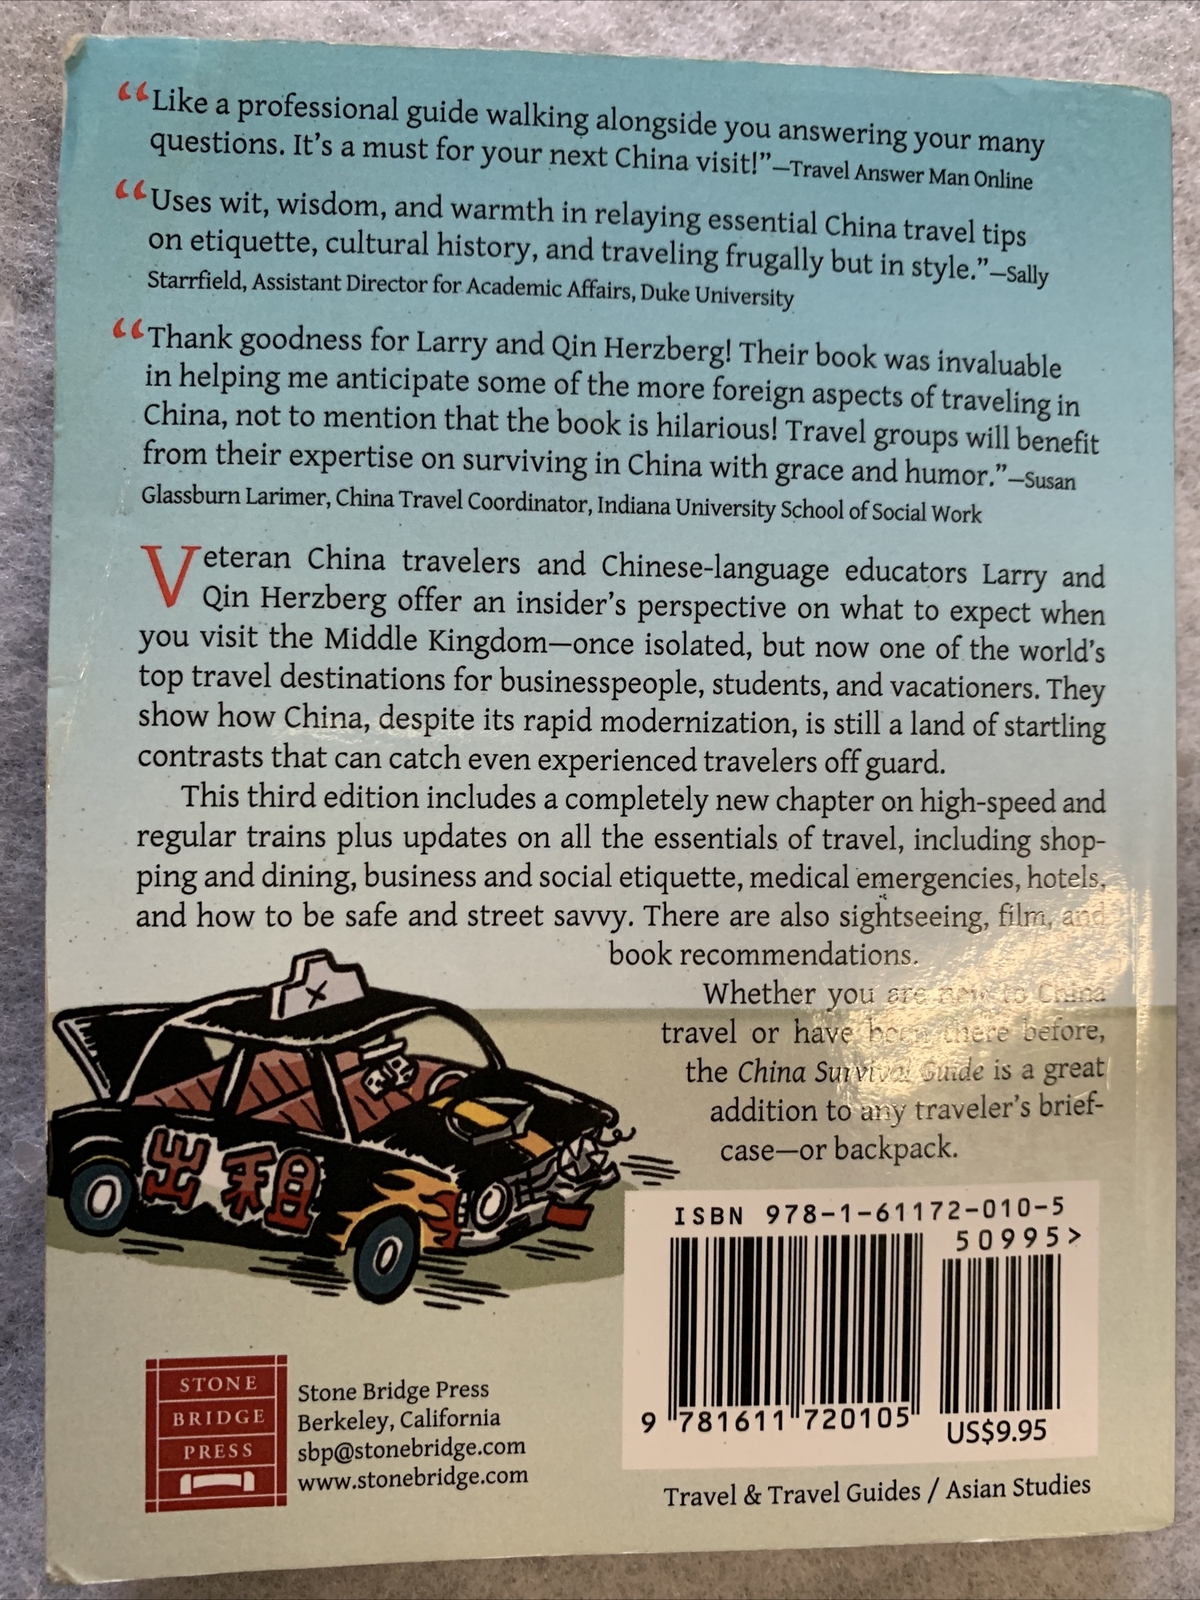 “Like a professional guide walking alongside you answering your many
questions. It’s a must for your next China visit!”—Travel Answer Man Online
“Uses wit, wisdom, and warmth in relaying essential China travel tips
on etiquette, cultural history, and traveling frugally but in style.”—Sally
Starrfield, Assistant Director for Academic Affairs, Duke University
“Thank goodness for Larry and Qin Herzberg! Their book was invaluable
in helping me anticipate some of the more foreign aspects of traveling in
China, not to mention that the book is hilarious! Travel groups will benefit
from their expertise on surviving in China with grace and humor.”—Susan
Glassburn Larimer, China Travel Coordinator, Indiana University School of Social Work
Veteran China travelers and Chinese-language educators Larry and
Qin Herzberg offer an insider’s perspective on what to expect when
you visit the Middle Kingdom—once isolated, but now one of the world’s
top travel destinations for businesspeople, students, and vacationers. They
show how China, despite its rapid modernization, is still a land of startling
contrasts that can catch even experienced travelers off guard.
This third edition includes a completely new chapter on high-speed and
regular trains plus updates on all the essentials of travel, including shop-
ping and dining, business and social etiquette, medical emergencies, hotels,
and how to be safe and street savvy. There are also sightseeing, film, and
book recommendations.
Whether you are new to China
travel or have been there before,
the China Survival Guide is a great
addition to any traveler’s brief-
case—or backpack.
出租
ISBN 978-1-61172-010-5
50995>
9 781611 720105
US$9.95
STONE
BRIDGE
PRESS
Stone Bridge Press
Berkeley, California
sbp@stonebridge.com
www.stonebridge.com
Travel & Travel Guides / Asian Studies